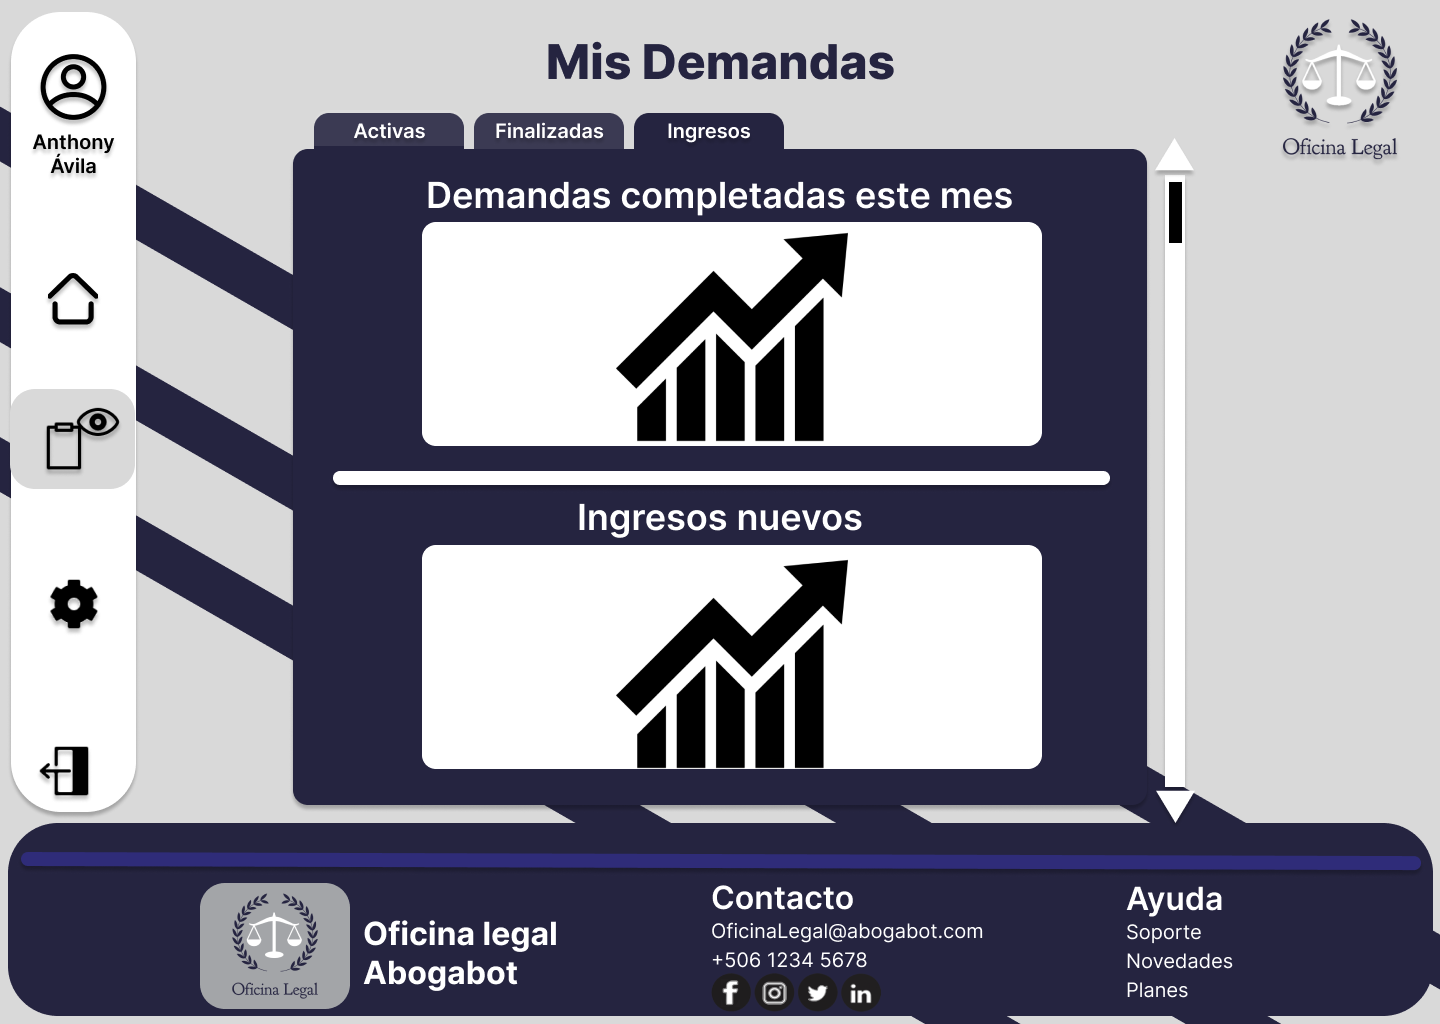 Mis Demandas
Oficina Legal
Anthony
Ávila
Activas
Finalizadas
Ingresos
Demandas completadas este mes
Ingresos nuevos
Oficina Legal
Oficina legal
Abogabot
Contacto
OficinaLegal@abogabot.com
+506 1234 5678
Ayuda
Soporte
Novedades
Planes